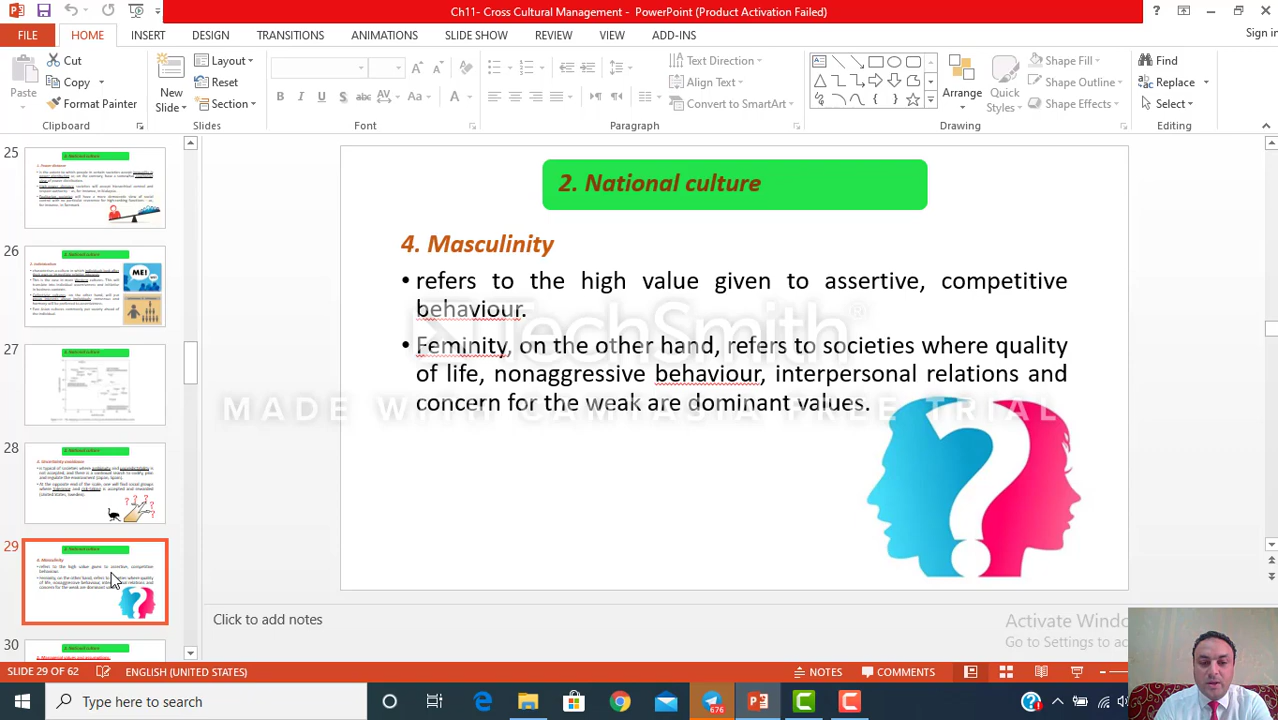 Ch11- Cross Cultural Management - PowerPoint (Product Activation Failed)
FILE HOME INSERT DESIGN TRANSITIONS ANIMATIONS SLIDE SHOW REVIEW VIEW ADD-INS Sign in
Paste
Cut
Copy
Format Painter
Clipboard
New Slide
Layout
Reset
Section
Slides
Font
Text Direction
Align Text
Convert to SmartArt
Paragraph
Arrange
Quick Styles
Shape Fill
Shape Outline
Shape Effects
Drawing
Find
Replace
Select
Editing
25
26
ME!
27
28
29
30
2. National culture
4. Masculinity
• refers to the high value given to assertive, competitive
behaviour.
• Feminity, on the other hand, refers to societies where quality
of life, nonaggressive behaviour, interpersonal relations and
concern for the weak are dominant values.
TechSmith
MADE WITH CAMTASIA FREE TRIAL
Click to add notes
Activate Windo
Go to Settings to ac
SLIDE 29 OF 62 ENGLISH (UNITED STATES) NOTES COMMENTS
Type here to search
676